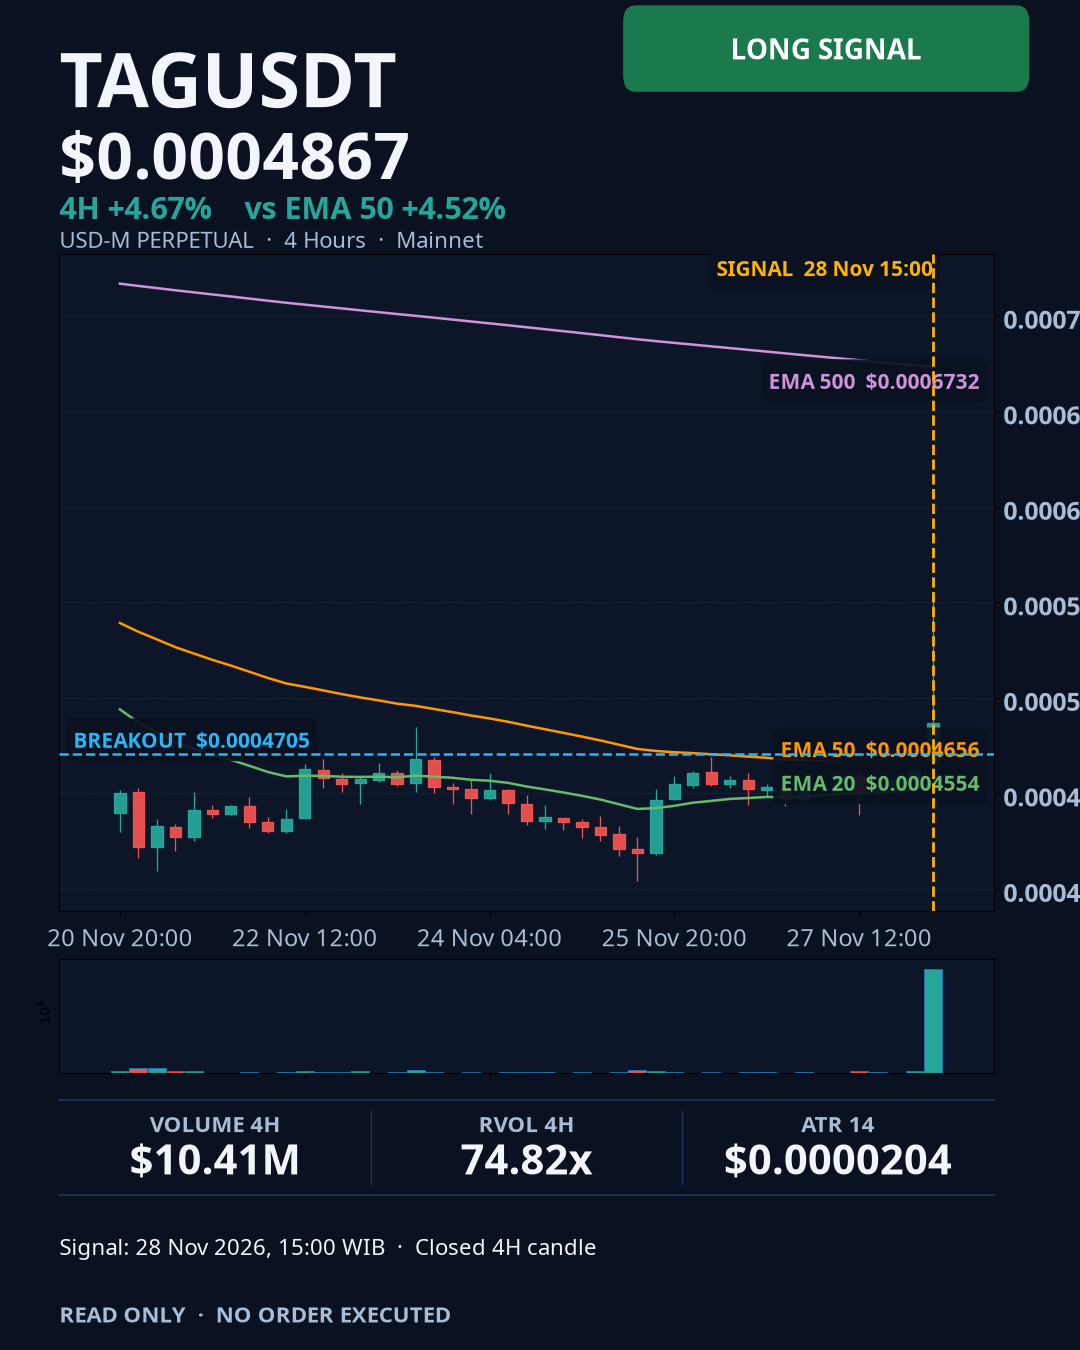 LONG SIGNAL
TAGUSDT
$0.0004867
4H +4.67% vs EMA 50 +4.52%
USD-M PERPETUAL · 4 Hours · Mainnet
SIGNAL 28 Nov 15:00
0.0007
EMA 500 $0.0006732
0.0006
0.0006
0.0005
0.0005
BREAKOUT $0.0004705
EMA 50 $0.0004656
EMA 20 $0.0004554
0.0004
0.0004
20 Nov 20:00 22 Nov 12:00 24 Nov 04:00 25 Nov 20:00 27 Nov 12:00
10⁶
VOLUME 4H RVOL 4H ATR 14
$10.41M 74.82x $0.0000204
Signal: 28 Nov 2026, 15:00 WIB · Closed 4H candle
READ ONLY · NO ORDER EXECUTED